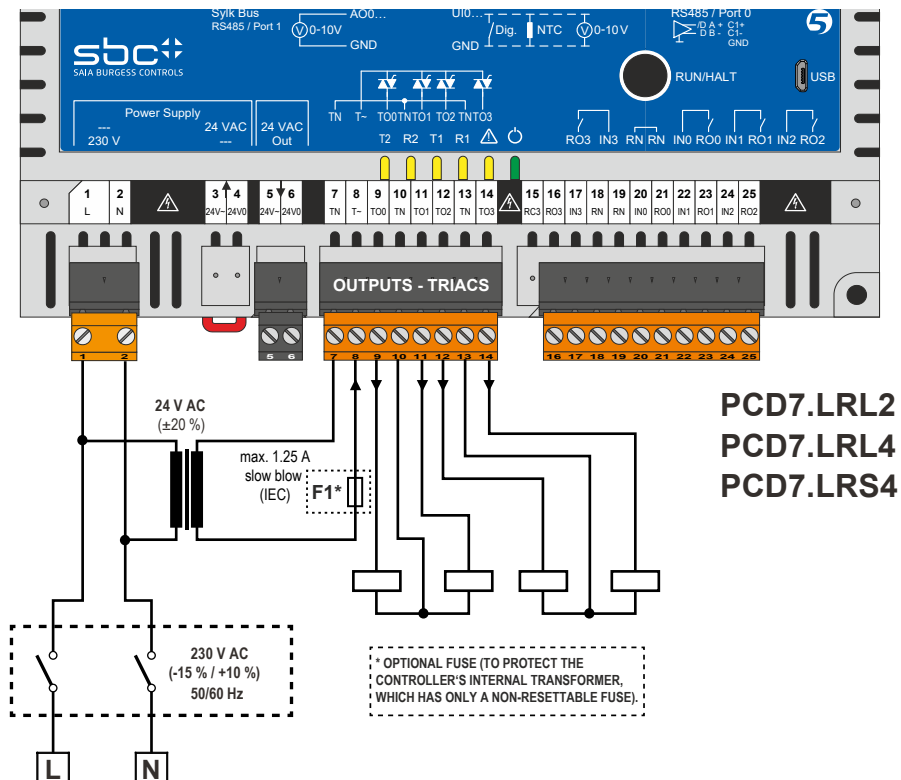 Sylk Bus
RS485 / Port 1
AO0...
0-10V
GND
UI0...
Dig.
NTC
0-10V
GND
RS485 / Port 0
/D A + C1+
D B - C1-
GND
5
sbc
SAIA BURGESS CONTROLS
RUN/HALT
USB
Power Supply
---
230 V
24 VAC
---
24 VAC
Out
TN T~ TO0 TN TO1 TO2 TN TO3
T2 R2 T1 R1
RO3 IN3 RN RN IN0 RO0 IN1 RO1 IN2 RO2
1 2 3 4 5 6 7 8 9 10 11 12 13 14 15 16 17 18 19 20 21 22 23 24 25
L N 24V~ 24V0 24V~ 24V0 TN T~ TO0 TN TO1 TO2 TN TO3 RC3 RO3 IN3 RN RN IN0 RO0 IN1 RO1 IN2 RO2
OUTPUTS - TRIACS
1 2 5 6 7 8 9 10 11 12 13 14 16 17 18 19 20 21 22 23 24 25
24 V AC
(±20 %)
max. 1.25 A
slow blow
(IEC)
F1*
PCD7.LRL2
PCD7.LRL4
PCD7.LRS4
230 V AC
(-15 % / +10 %)
50/60 Hz
* OPTIONAL FUSE (TO PROTECT THE
CONTROLLER'S INTERNAL TRANSFORMER,
WHICH HAS ONLY A NON-RESETTABLE FUSE).
L
N